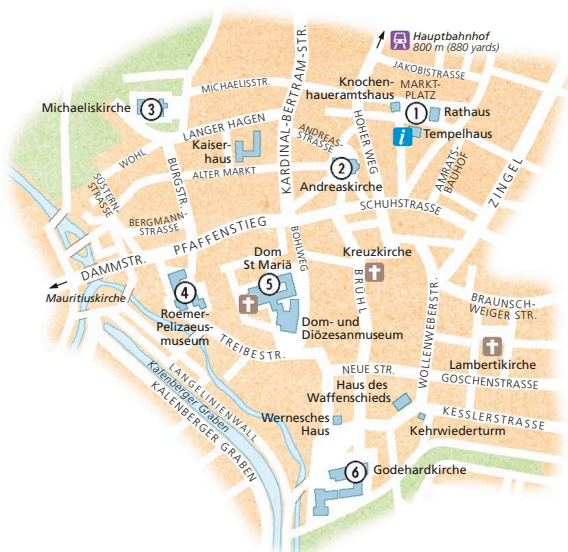 Hauptbahnhof
800 m (880 yards)
JAKOBISTRASSE
MICHAELISSTR.
Knochen-
haueramtshaus
MARKT-
PLATZ
Michaeliskirche
3
1
Rathaus
KARDINAL-BERTRAM-STR.
LANGER HAGEN
ANDREAS-
STRASSE
HOHER WEG
i
Tempelhaus
Kaiser-
haus
WOHL
BURGSTR.
ALTER MARKT
2
Andreaskirche
AMRATS-
BAUHOF
ZINGEL
SÜSTERN-
STRASSE
SCHUHSTRASSE
BERGMANN-
STRASSE
PFAFFENSTIEG
BOHLWEG
Dom
St Mariä
Kreuzkirche
DAMMSTR.
Mauritiuskirche
4
5
BRÜHL
WOLLENWEBERSTR.
BRAUNSCH-
WEIGER STR.
Roemer-
Pelizaeus-
museum
Dom- und
Diözesanmuseum
TREIBESTR.
Lambertikirche
NEUE STR.
GOSCHENSTRASSE
LANGELINIENWALL
Kalenberger Graben
KALENBERGER GRABEN
Haus des
Waffenschieds
KESSLERSTRASSE
Wernesches
Haus
Kehrwiederturm
6
Godehardkirche